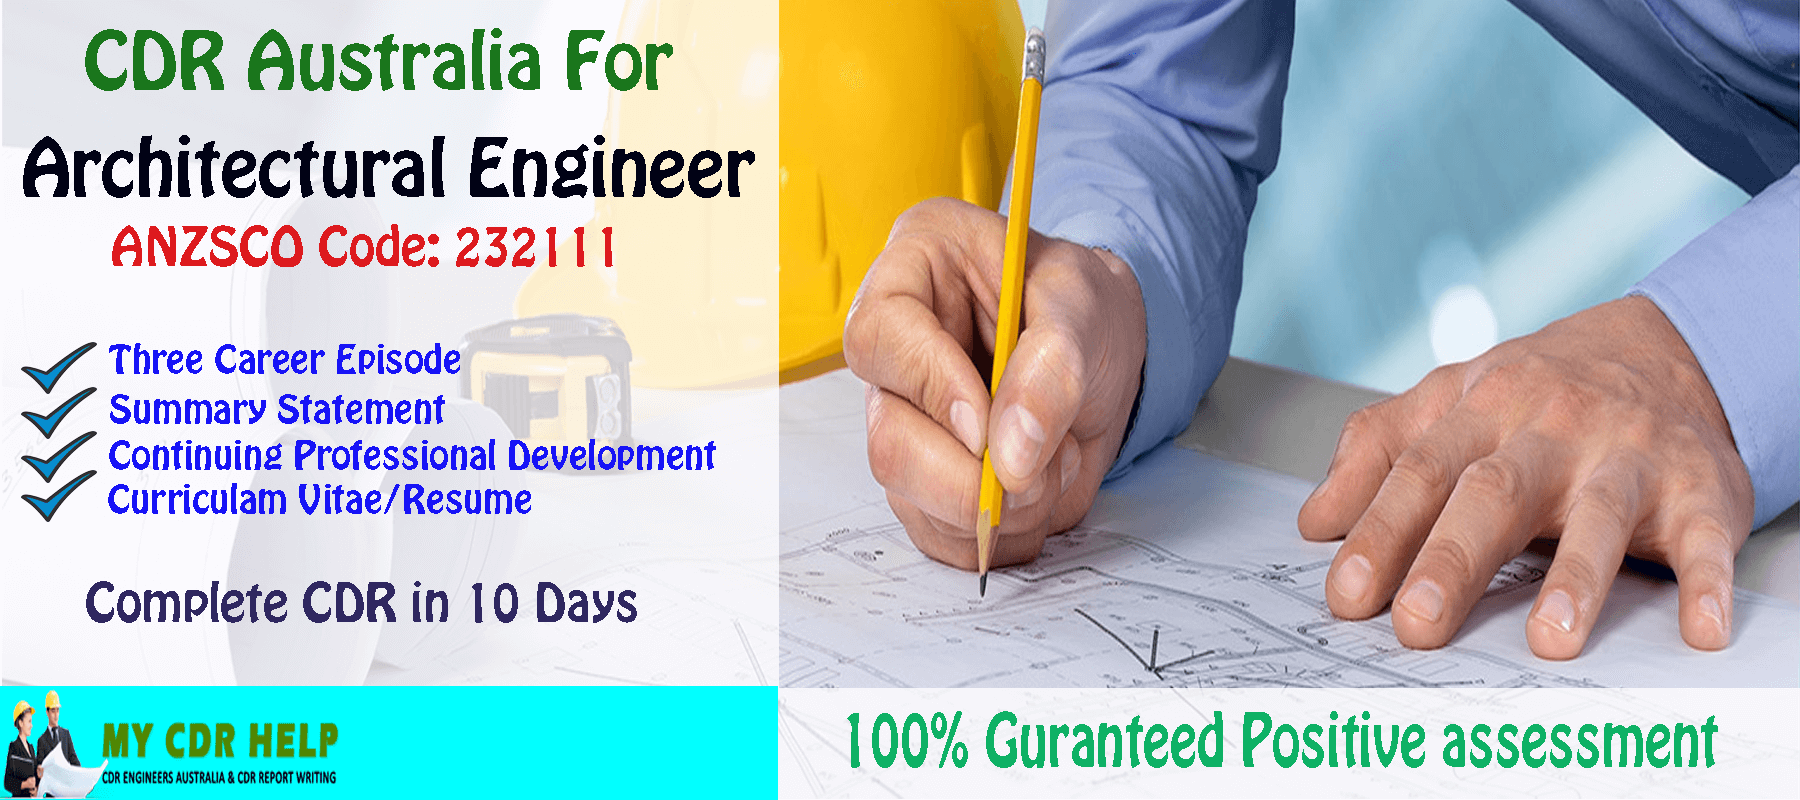 CDR Australia For
Architectural Engineer
ANZSCO Code: 232111
Three Career Episode
Summary Statement
Continuing Professional Development
Curriculam Vitae/Resume
Complete CDR in 10 Days
MY CDR HELP
CDR ENGINEERS AUSTRALIA & CDR REPORT WRITING
100% Guranteed Positive assessment